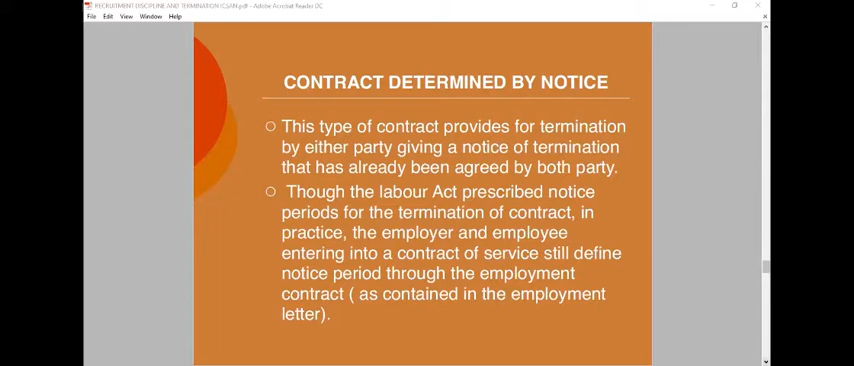 RECRUITMENT DISCIPLINE AND TERMINATION ICSAN.pdf - Adobe Acrobat Reader DC
File Edit View Window Help
CONTRACT DETERMINED BY NOTICE
This type of contract provides for termination
by either party giving a notice of termination
that has already been agreed by both party.
Though the labour Act prescribed notice
periods for the termination of contract, in
practice, the employer and employee
entering into a contract of service still define
notice period through the employment
contract ( as contained in the employment
letter).